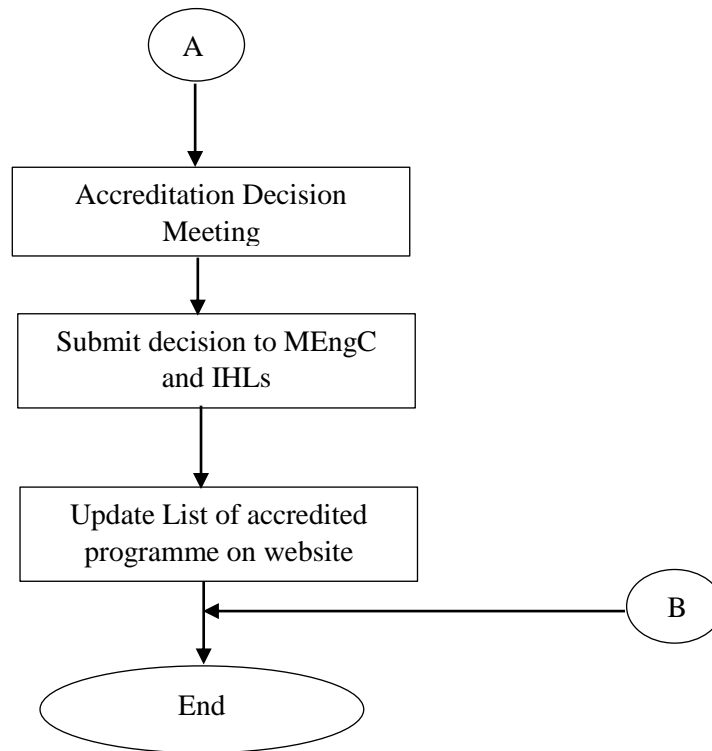 A
Accreditation Decision
Meeting
Submit decision to MEngC
and IHLs
Update List of accredited
programme on website
B
End